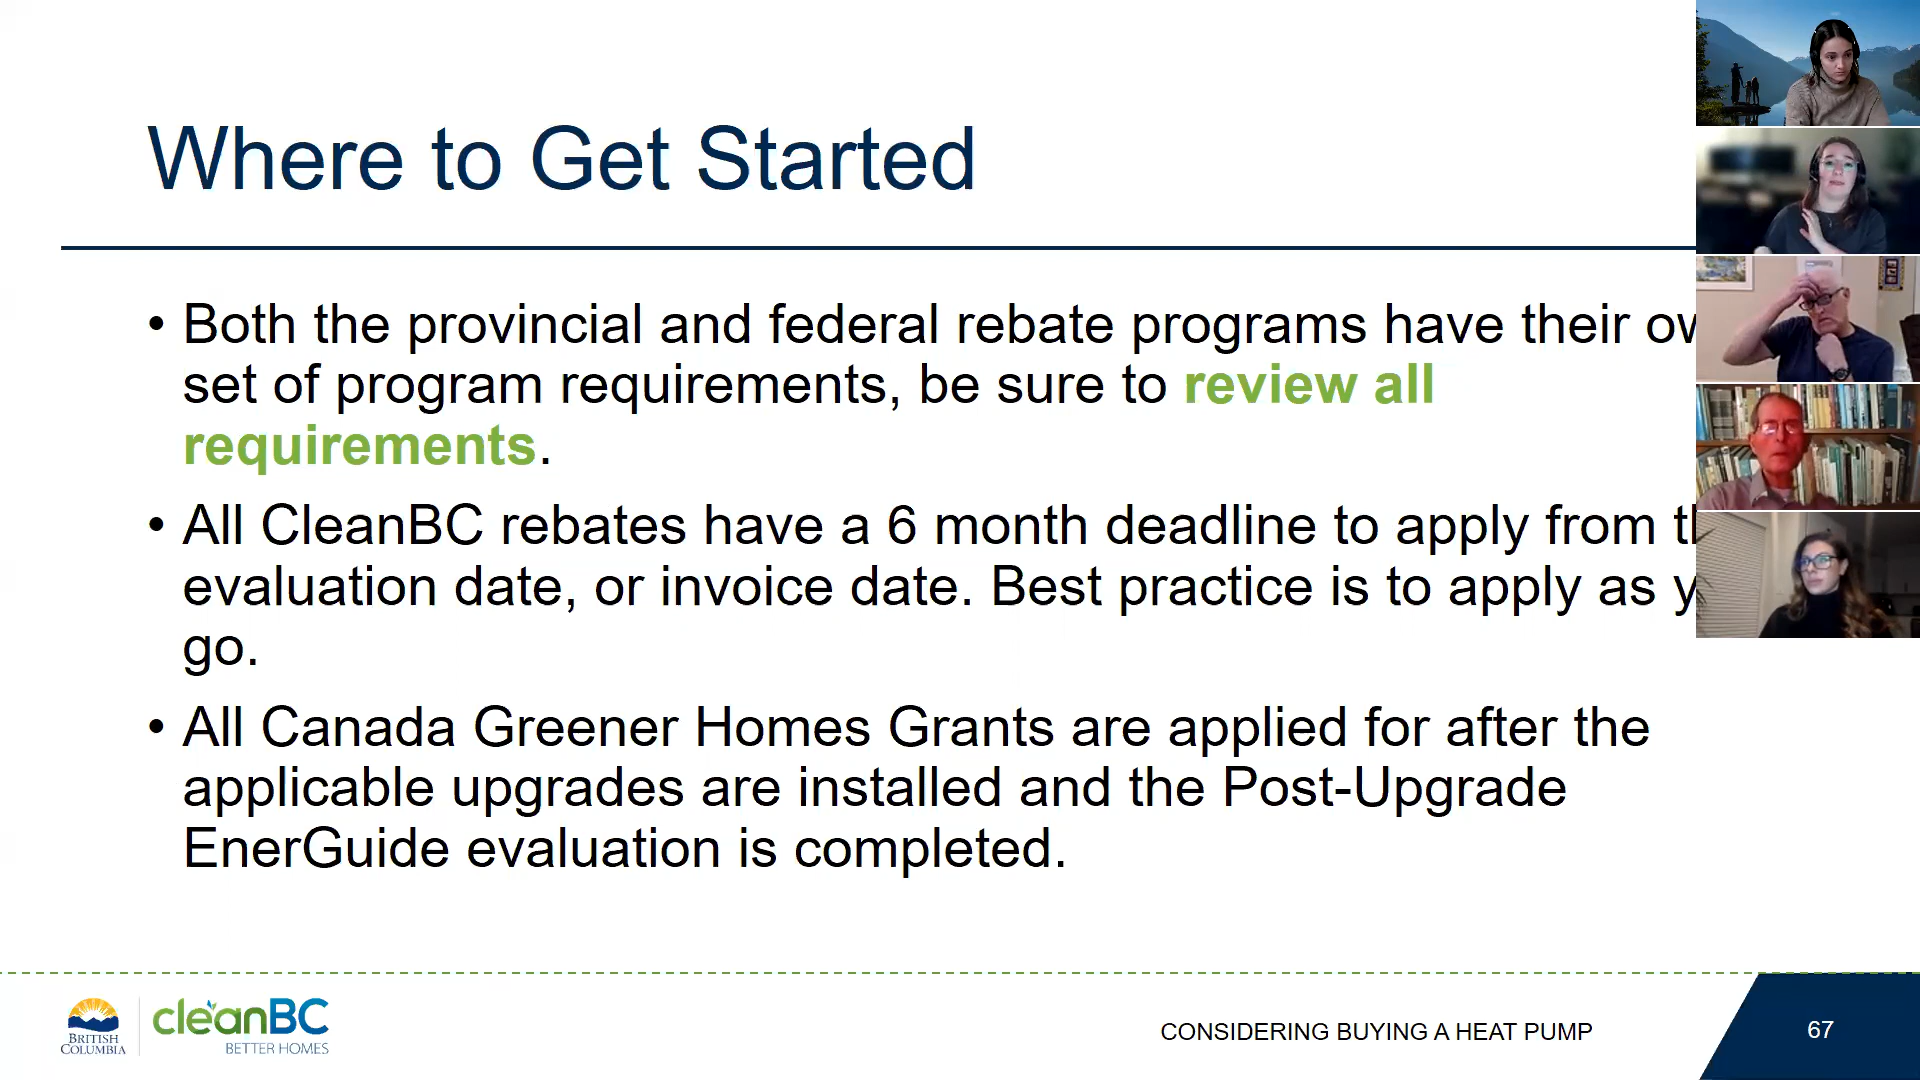 Where to Get Started
• Both the provincial and federal rebate programs have their
set of program requirements, be sure to review all
requirements.
• All CleanBC rebates have a 6 month deadline to apply from
evaluation date, or invoice date. Best practice is to apply as
go.
• All Canada Greener Homes Grants are applied for after the
applicable upgrades are installed and the Post-Upgrade
EnerGuide evaluation is completed.
BRITISH
COLUMBIA
cleanBC
BETTER HOMES
CONSIDERING BUYING A HEAT PUMP
67